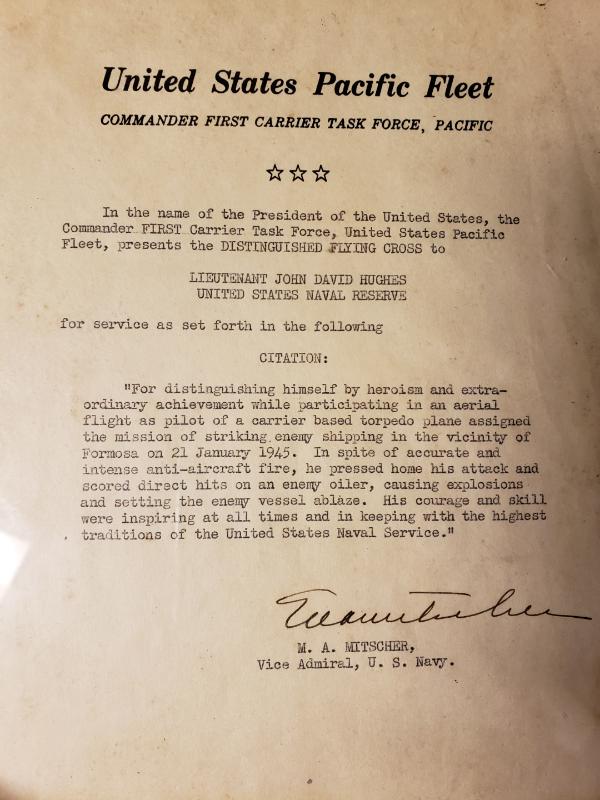 United States Pacific Fleet
COMMANDER FIRST CARRIER TASK FORCE, PACIFIC
☆☆☆
In the name of the President of the United States, the
Commander FIRST Carrier Task Force, United States Pacific
Fleet, presents the DISTINGUISHED FLYING CROSS to
LIEUTENANT JOHN DAVID HUGHES
UNITED STATES NAVAL RESERVE
for service as set forth in the following
CITATION:
"For distinguishing himself by heroism and extra-
ordinary achievement while participating in an aerial
flight as pilot of a carrier based torpedo plane assigned
the mission of striking enemy shipping in the vicinity of
Formosa on 21 January 1945. In spite of accurate and
intense anti-aircraft fire, he pressed home his attack and
scored direct hits on an enemy oiler, causing explosions
and setting the enemy vessel ablaze. His courage and skill
were inspiring at all times and in keeping with the highest
traditions of the United States Naval Service."
M. A. MITSCHER,
Vice Admiral, U. S. Navy.